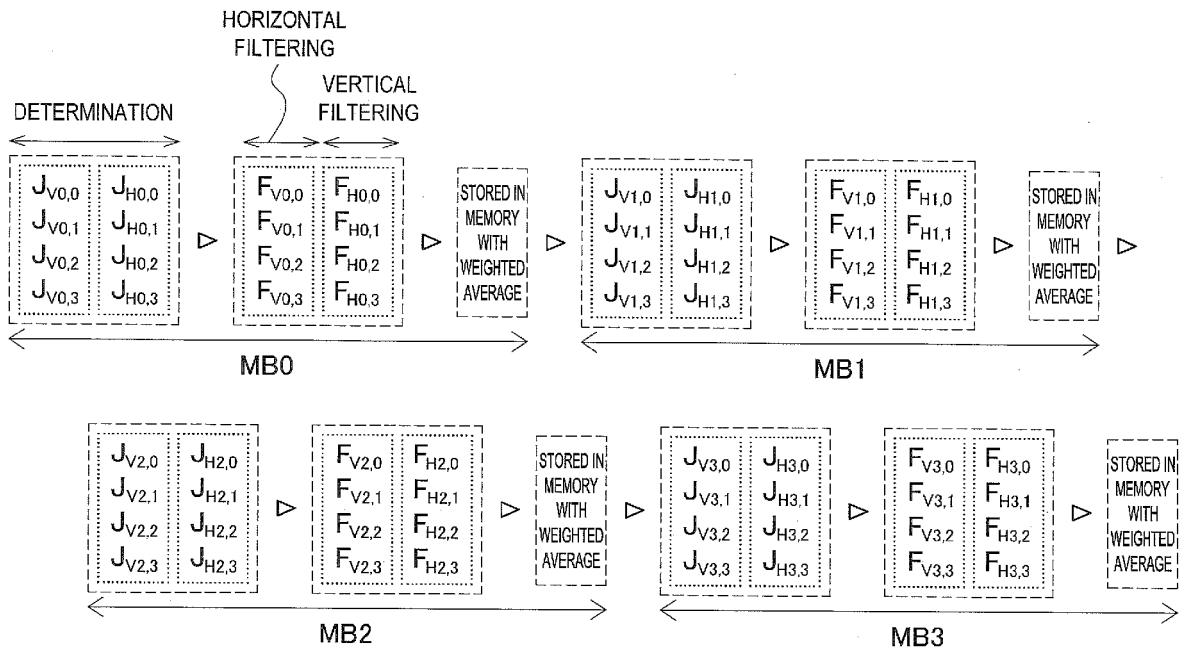 HORIZONTAL
FILTERING
VERTICAL
FILTERING
DETERMINATION
JV0,0 JH0,0
JV0,1 JH0,1
JV0,2 JH0,2
JV0,3 JH0,3
FV0,0 FH0,0
FV0,1 FH0,1
FV0,2 FH0,2
FV0,3 FH0,3
STORED IN
MEMORY
WITH
WEIGHTED
AVERAGE
JV1,0 JH1,0
JV1,1 JH1,1
JV1,2 JH1,2
JV1,3 JH1,3
FV1,0 FH1,0
FV1,1 FH1,1
FV1,2 FH1,2
FV1,3 FH1,3
STORED IN
MEMORY
WITH
WEIGHTED
AVERAGE
MB0
MB1
JV2,0 JH2,0
JV2,1 JH2,1
JV2,2 JH2,2
JV2,3 JH2,3
FV2,0 FH2,0
FV2,1 FH2,1
FV2,2 FH2,2
FV2,3 FH2,3
STORED IN
MEMORY
WITH
WEIGHTED
AVERAGE
JV3,0 JH3,0
JV3,1 JH3,1
JV3,2 JH3,2
JV3,3 JH3,3
FV3,0 FH3,0
FV3,1 FH3,1
FV3,2 FH3,2
FV3,3 FH3,3
STORED IN
MEMORY
WITH
WEIGHTED
AVERAGE
MB2
MB3